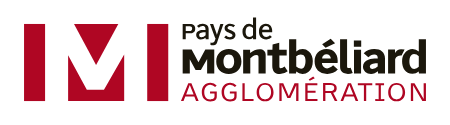 Pays de
Montbéliard
AGGLOMÉRATION